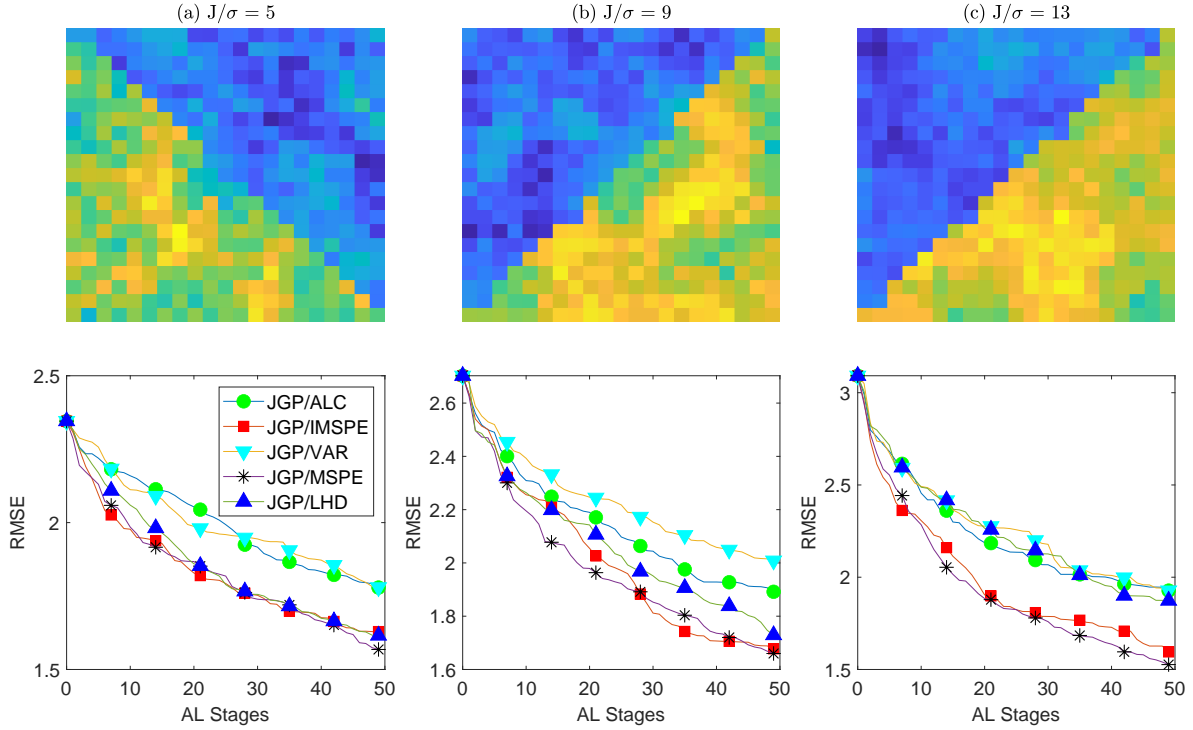 (a) J/σ = 5
(b) J/σ = 9
(c) J/σ = 13
2.5
2
1.5
RMSE
0 10 20 30 40 50
AL Stages
JGP/ALC
JGP/IMSPE
JGP/VAR
JGP/MSPE
JGP/LHD
2.6
2.4
2.2
2
1.8
1.6
RMSE
0 10 20 30 40 50
AL Stages
3
2.5
2
1.5
RMSE
0 10 20 30 40 50
AL Stages